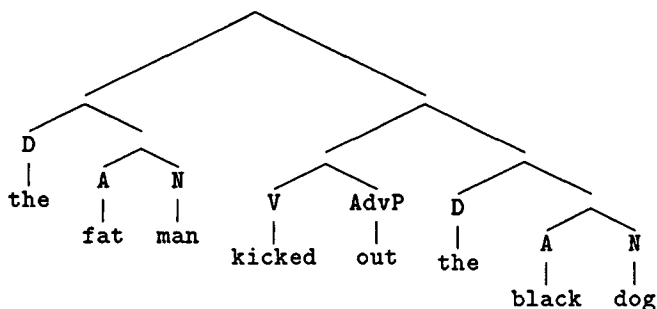 D
A N V AdvP D
the
fat man kicked out the A N
black dog